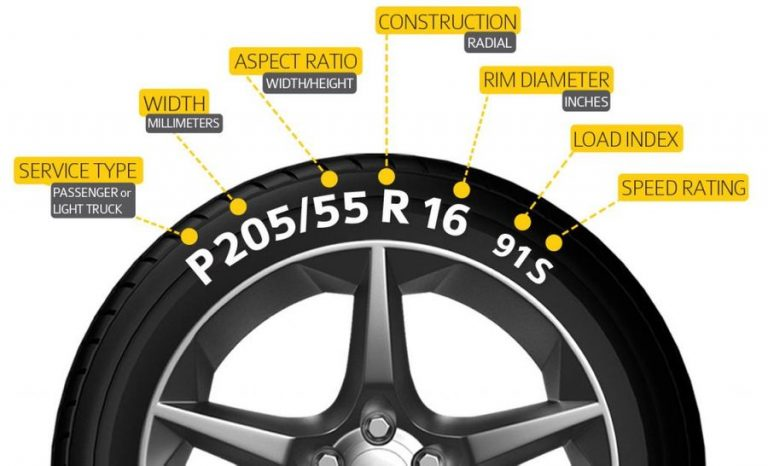 CONSTRUCTION
RADIAL
ASPECT RATIO
WIDTH/HEIGHT
RIM DIAMETER
INCHES
WIDTH
MILLIMETERS
LOAD INDEX
SERVICE TYPE
PASSENGER or
LIGHT TRUCK
SPEED RATING
P205/55 R 16 91S